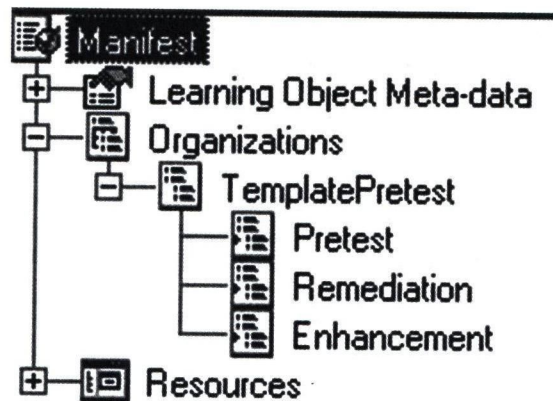 Manifest
Learning Object Meta-data
Organizations
TemplatePretest
Pretest
Remediation
Enhancement
Resources